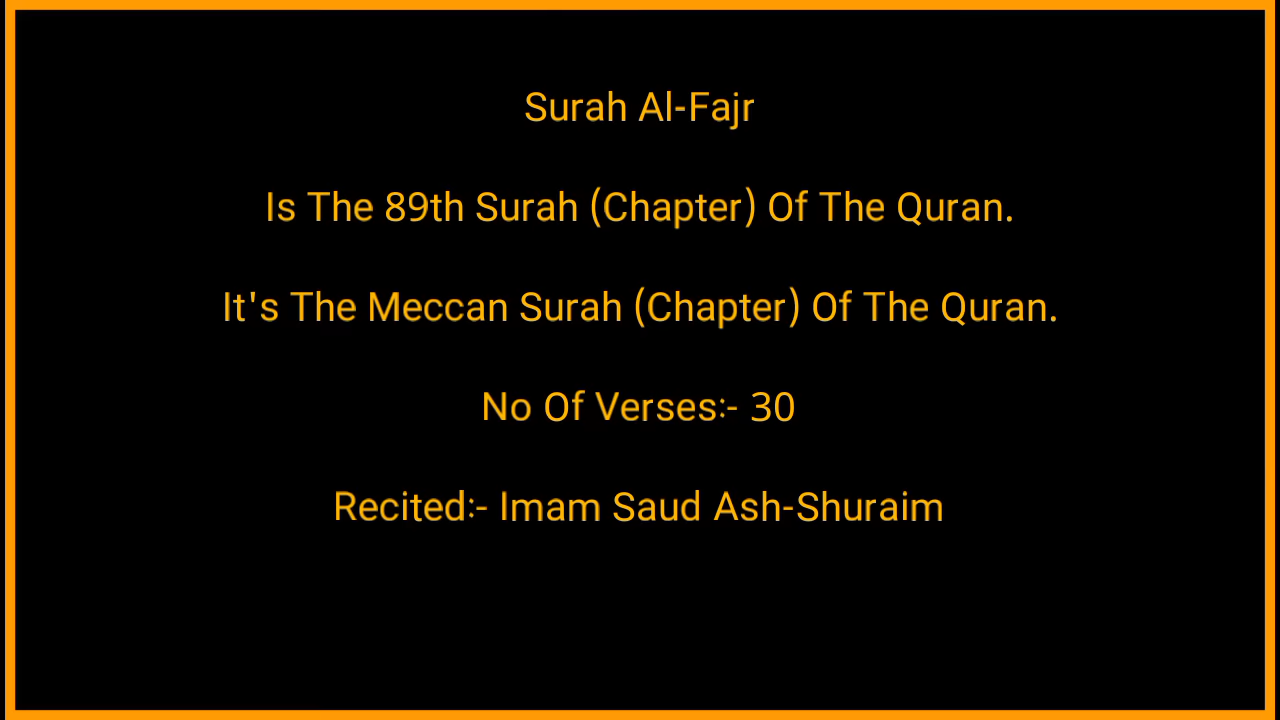 Surah Al-Fajr
Is The 89th Surah (Chapter) Of The Quran.
It's The Meccan Surah (Chapter) Of The Quran.
No Of Verses:- 30
Recited:- Imam Saud Ash-Shuraim